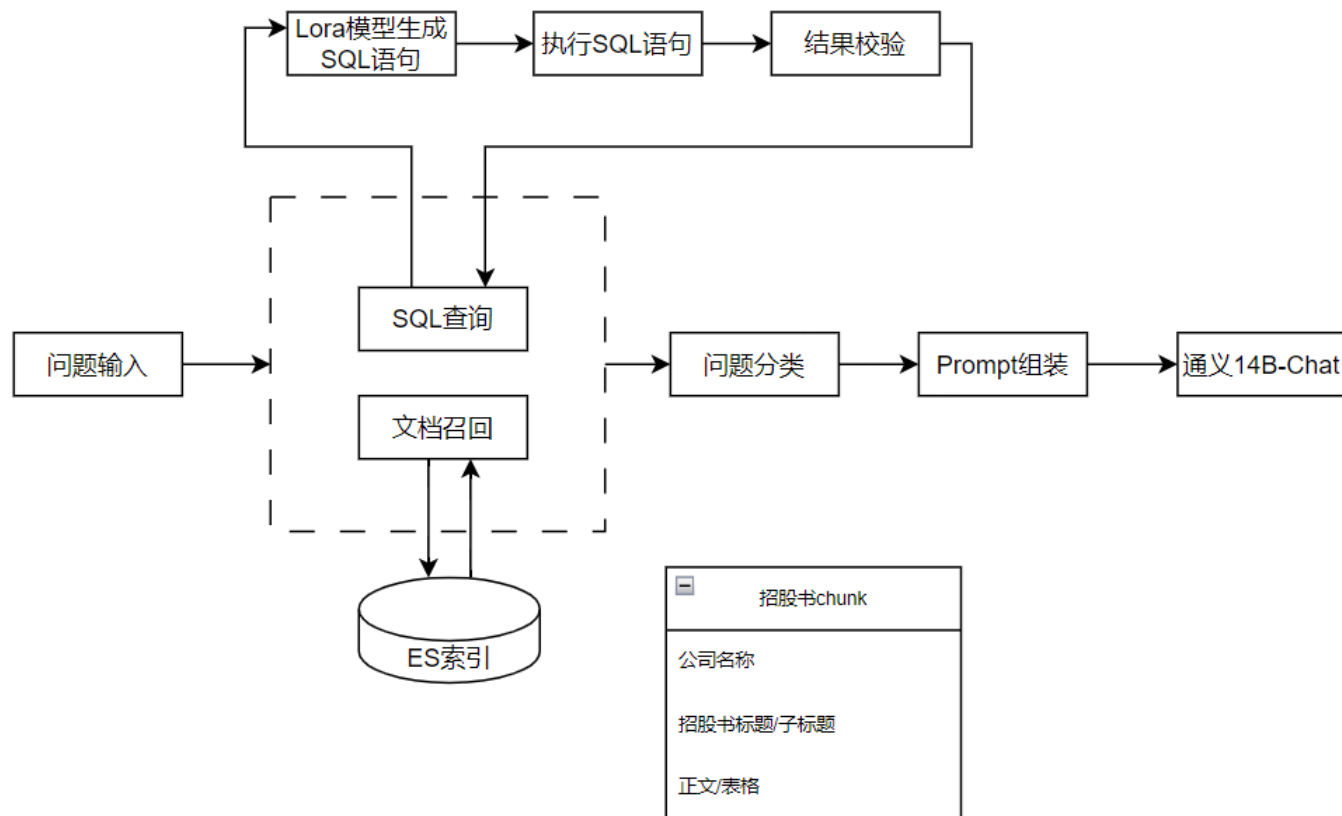 Lora模型生成
SQL语句
执行SQL语句
结果校验
SQL查询
问题输入
问题分类
Prompt组装
通义14B-Chat
文档召回
ES索引
招股书chunk
公司名称
招股书标题/子标题
正文/表格